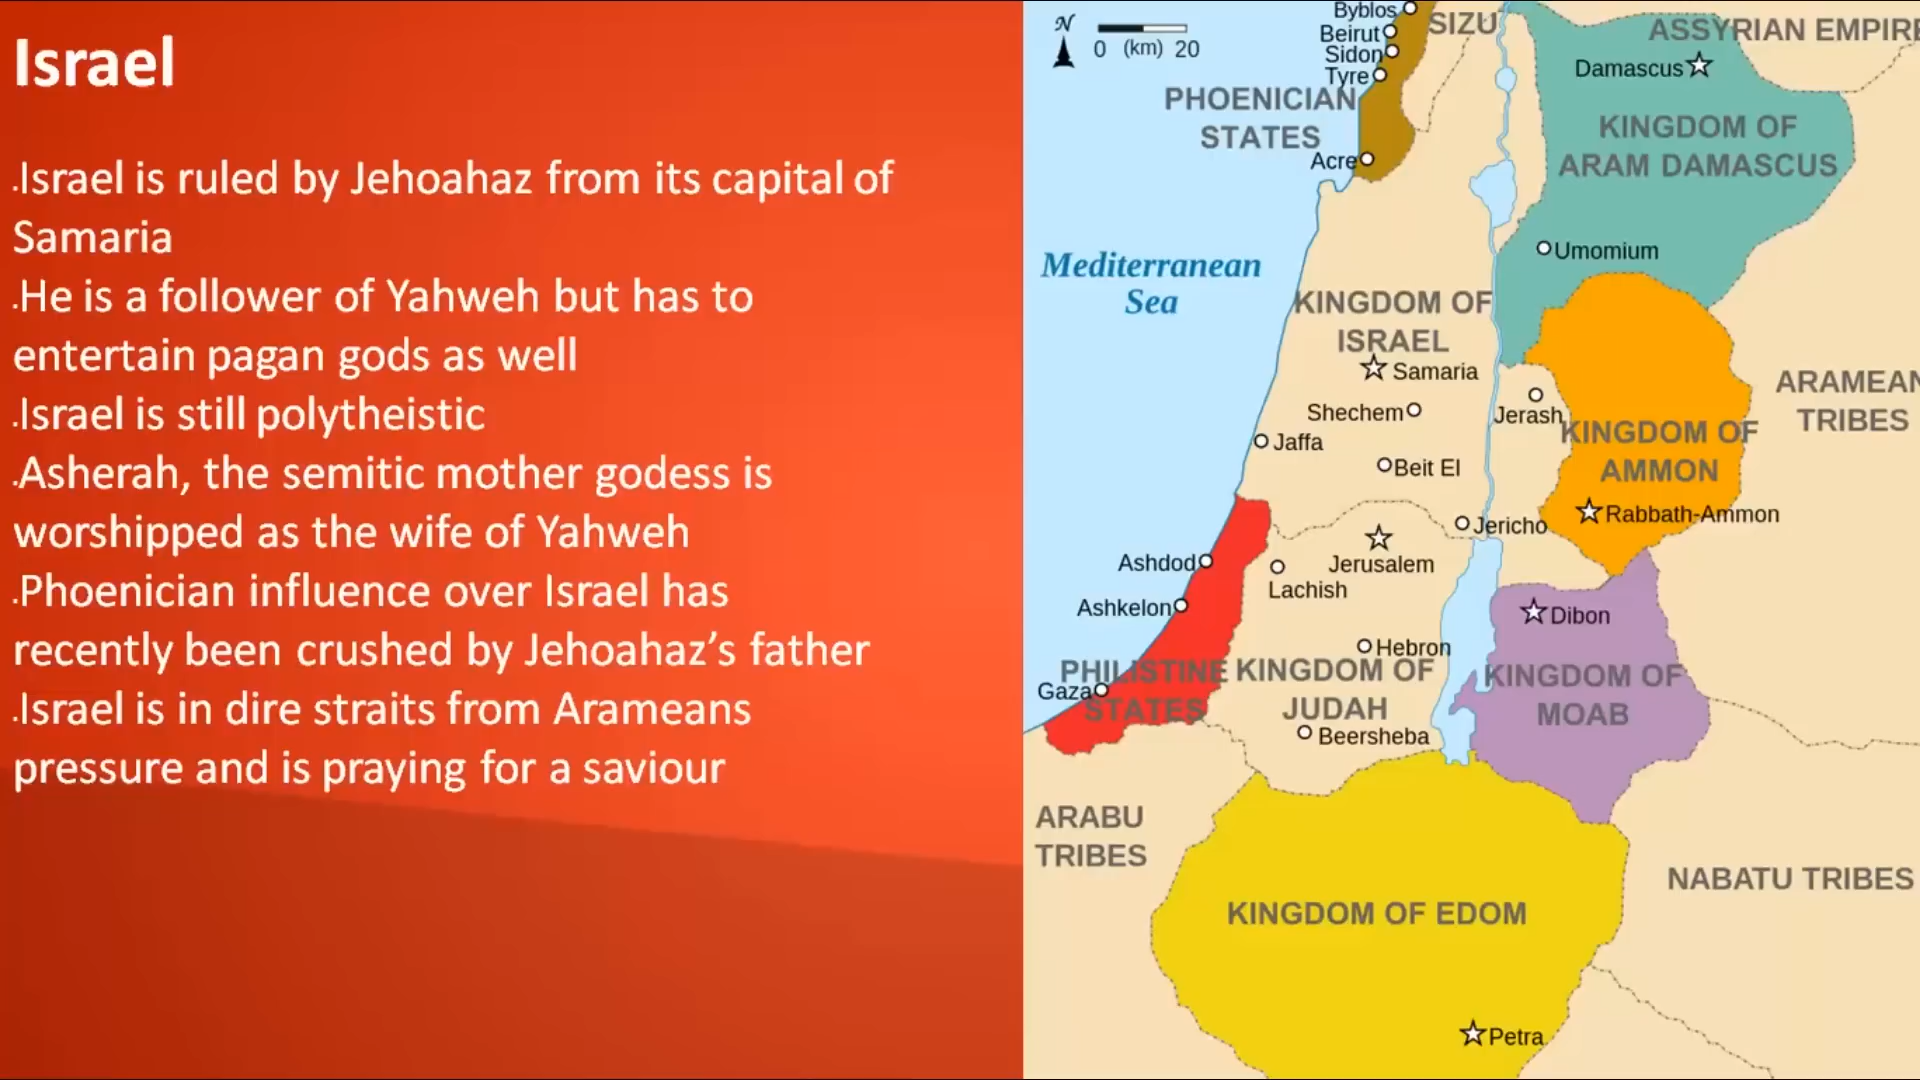 Israel
.Israel is ruled by Jehoahaz from its capital of
Samaria
.He is a follower of Yahweh but has to
entertain pagan gods as well
.Israel is still polytheistic
.Asherah, the semitic mother godess is
worshipped as the wife of Yahweh
.Phoenician influence over Israel has
recently been crushed by Jehoahaz’s father
.Israel is in dire straits from Arameans
pressure and is praying for a saviour
N
0 (km) 20
Byblos
Beirut
Sidon
Tyre
SIZU
ASSYRIAN EMPIRE
Damascus
PHOENICIAN
STATES
Acre
KINGDOM OF
ARAM DAMASCUS
Umomium
Mediterranean
Sea
KINGDOM OF
ISRAEL
Samaria
Shechem
Jaffa
Beit El
Jerash
KINGDOM OF
AMMON
Rabbath-Ammon
ARAMEAN
TRIBES
Jericho
Jerusalem
Ashdod
Lachish
Ashkelon
Dibon
Hebron
PHILISTINE
STATES
Gaza
KINGDOM OF
JUDAH
Beersheba
KINGDOM OF
MOAB
ARABU
TRIBES
NABATU TRIBES
KINGDOM OF EDOM
Petra